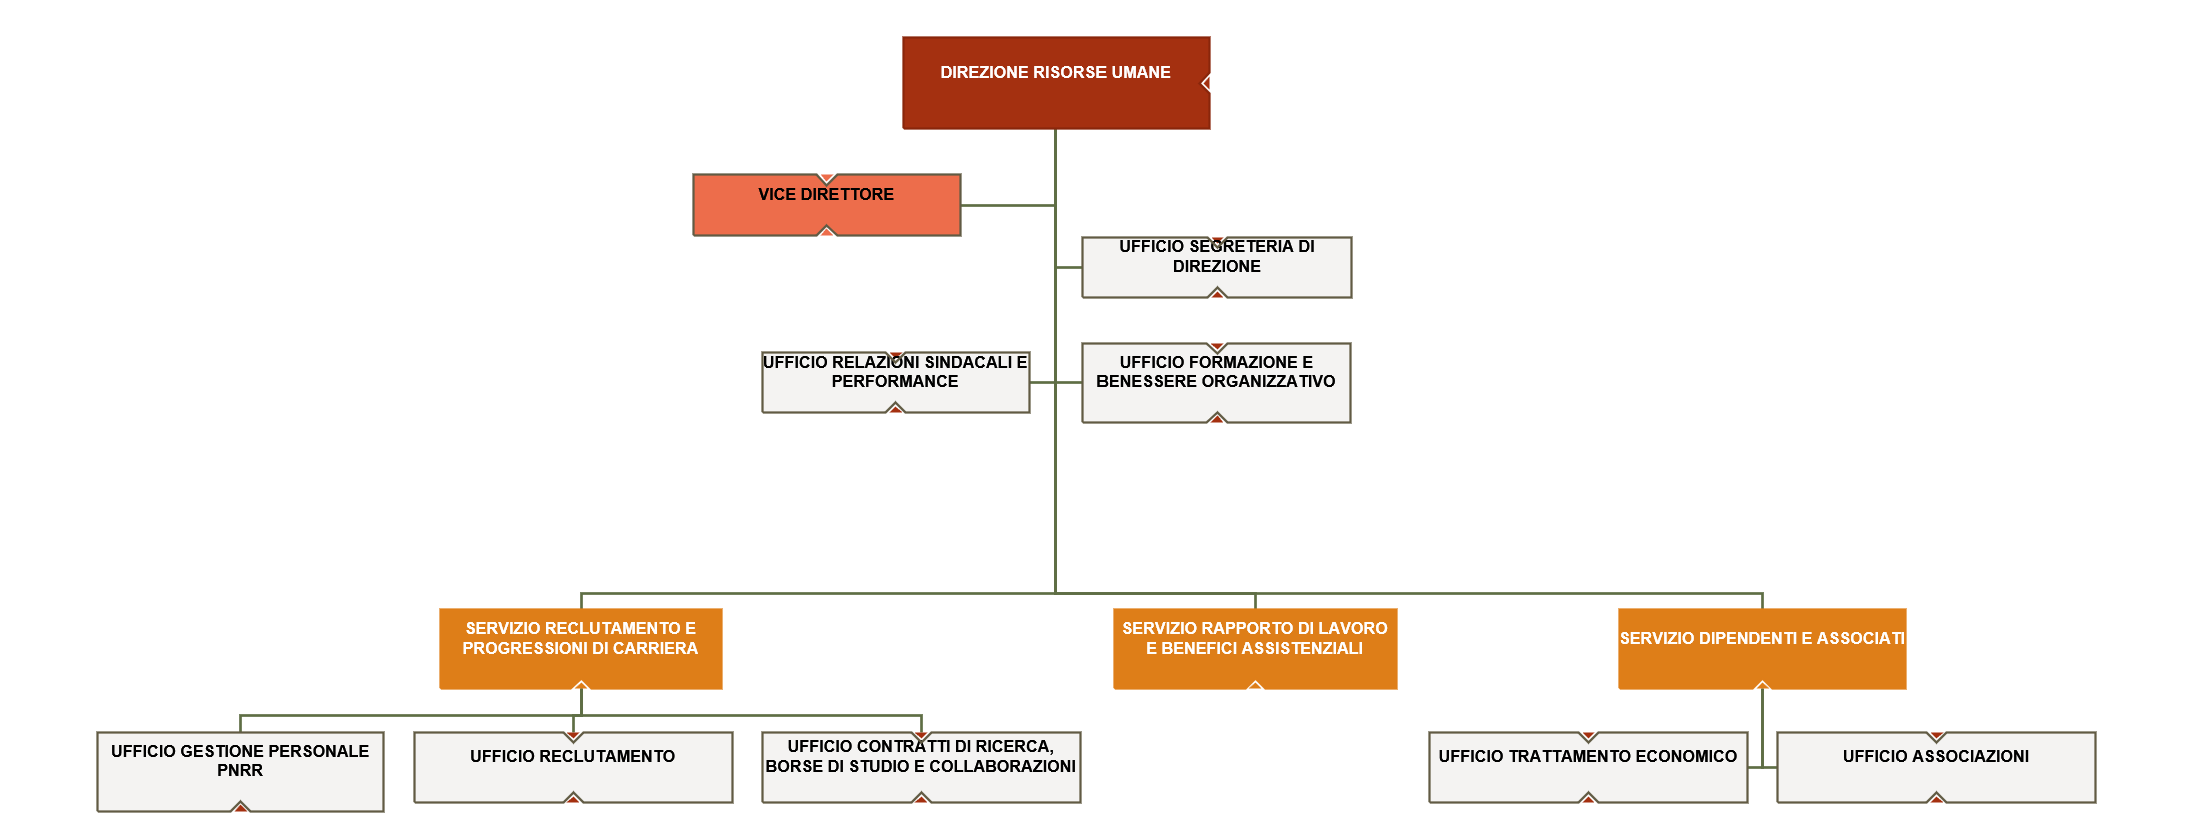 DIREZIONE RISORSE UMANE
VICE DIRETTORE
UFFICIO SEGRETERIA DI
DIREZIONE
UFFICIO RELAZIONI SINDACALI E
PERFORMANCE
UFFICIO FORMAZIONE E
BENESSERE ORGANIZZATIVO
SERVIZIO RECLUTAMENTO E
PROGRESSIONI DI CARRIERA
SERVIZIO RAPPORTO DI LAVORO
E BENEFICI ASSISTENZIALI
SERVIZIO DIPENDENTI E ASSOCIATI
UFFICIO GESTIONE PERSONALE
PNRR
UFFICIO RECLUTAMENTO
UFFICIO CONTRATTI DI RICERCA,
BORSE DI STUDIO E COLLABORAZIONI
UFFICIO TRATTAMENTO ECONOMICO
UFFICIO ASSOCIAZIONI